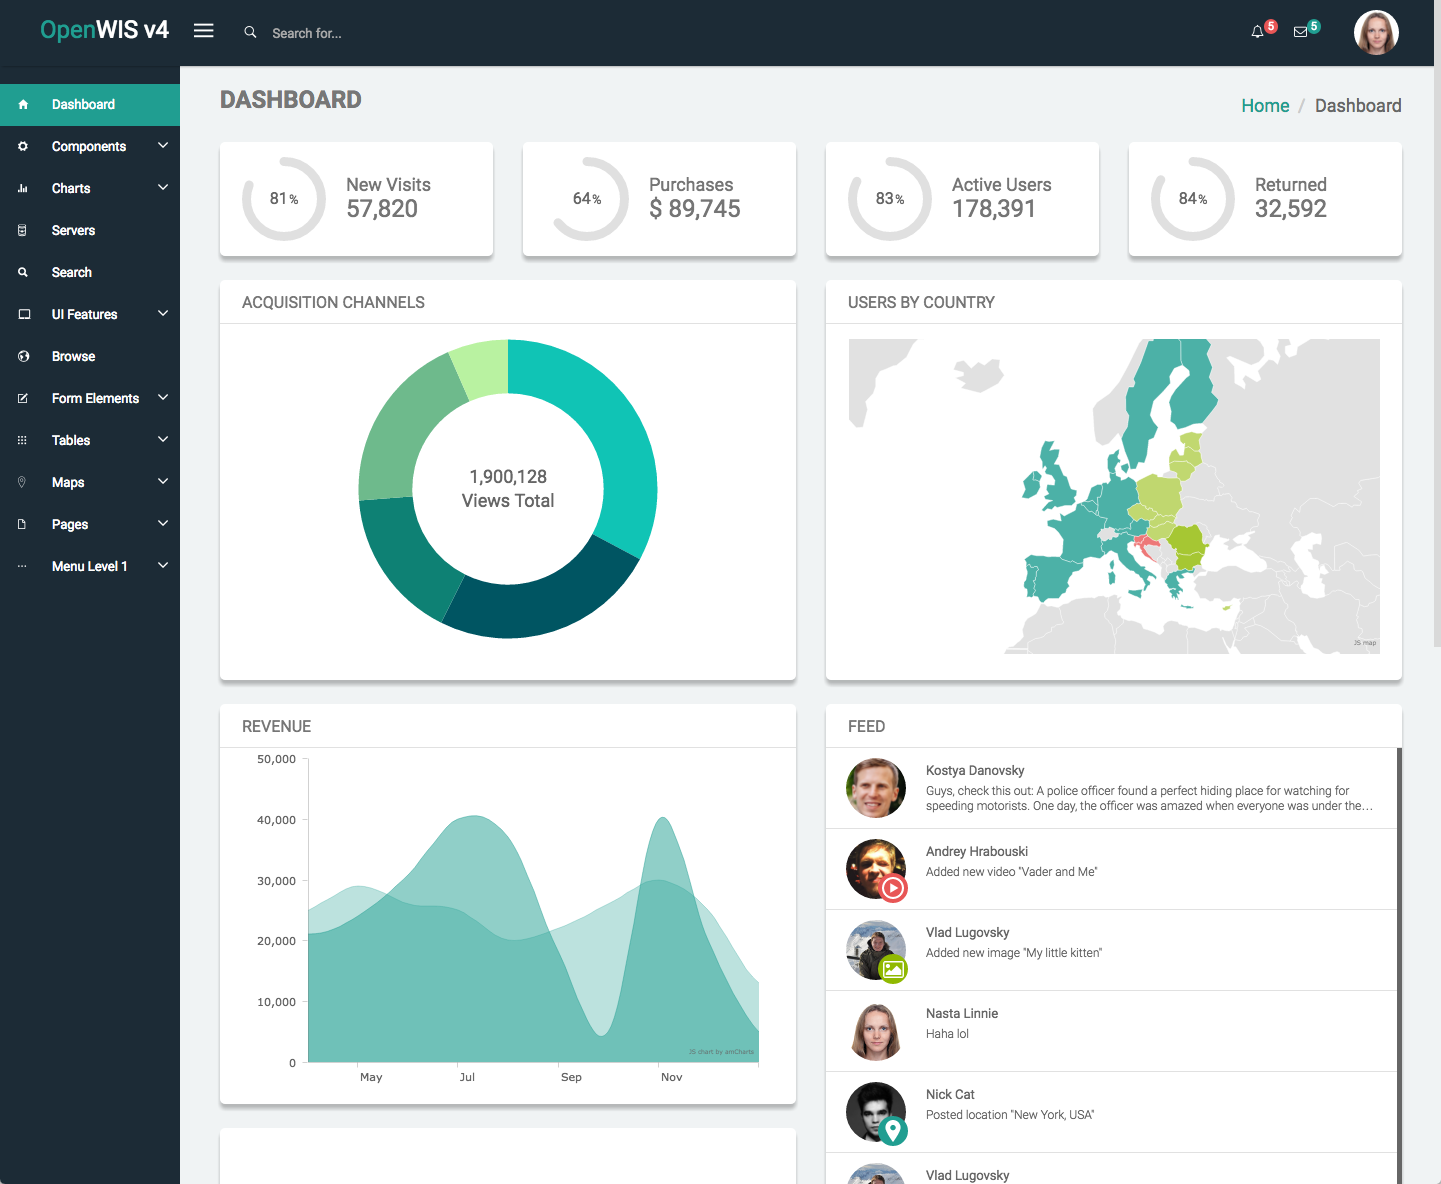 OpenWIS v4
Search for...
5
5
Dashboard
Components
Charts
Servers
Search
UI Features
Browse
Form Elements
Tables
Maps
Pages
Menu Level 1
DASHBOARD
Home / Dashboard
81%
New Visits
57,820
64%
Purchases
$ 89,745
83%
Active Users
178,391
84%
Returned
32,592
ACQUISITION CHANNELS
1,900,128
Views Total
USERS BY COUNTRY
JS map
REVENUE
50,000
40,000
30,000
20,000
10,000
0
May Jul Sep Nov
JS chart by amCharts
FEED
Kostya Danovsky
Guys, check this out: A police officer found a perfect hiding place for watching for
speeding motorists. One day, the officer was amazed when everyone was under the...
Andrey Hrabouski
Added new video "Vader and Me"
Vlad Lugovsky
Added new image "My little kitten"
Nasta Linnie
Haha lol
Nick Cat
Posted location "New York, USA"
Vlad Lugovsky